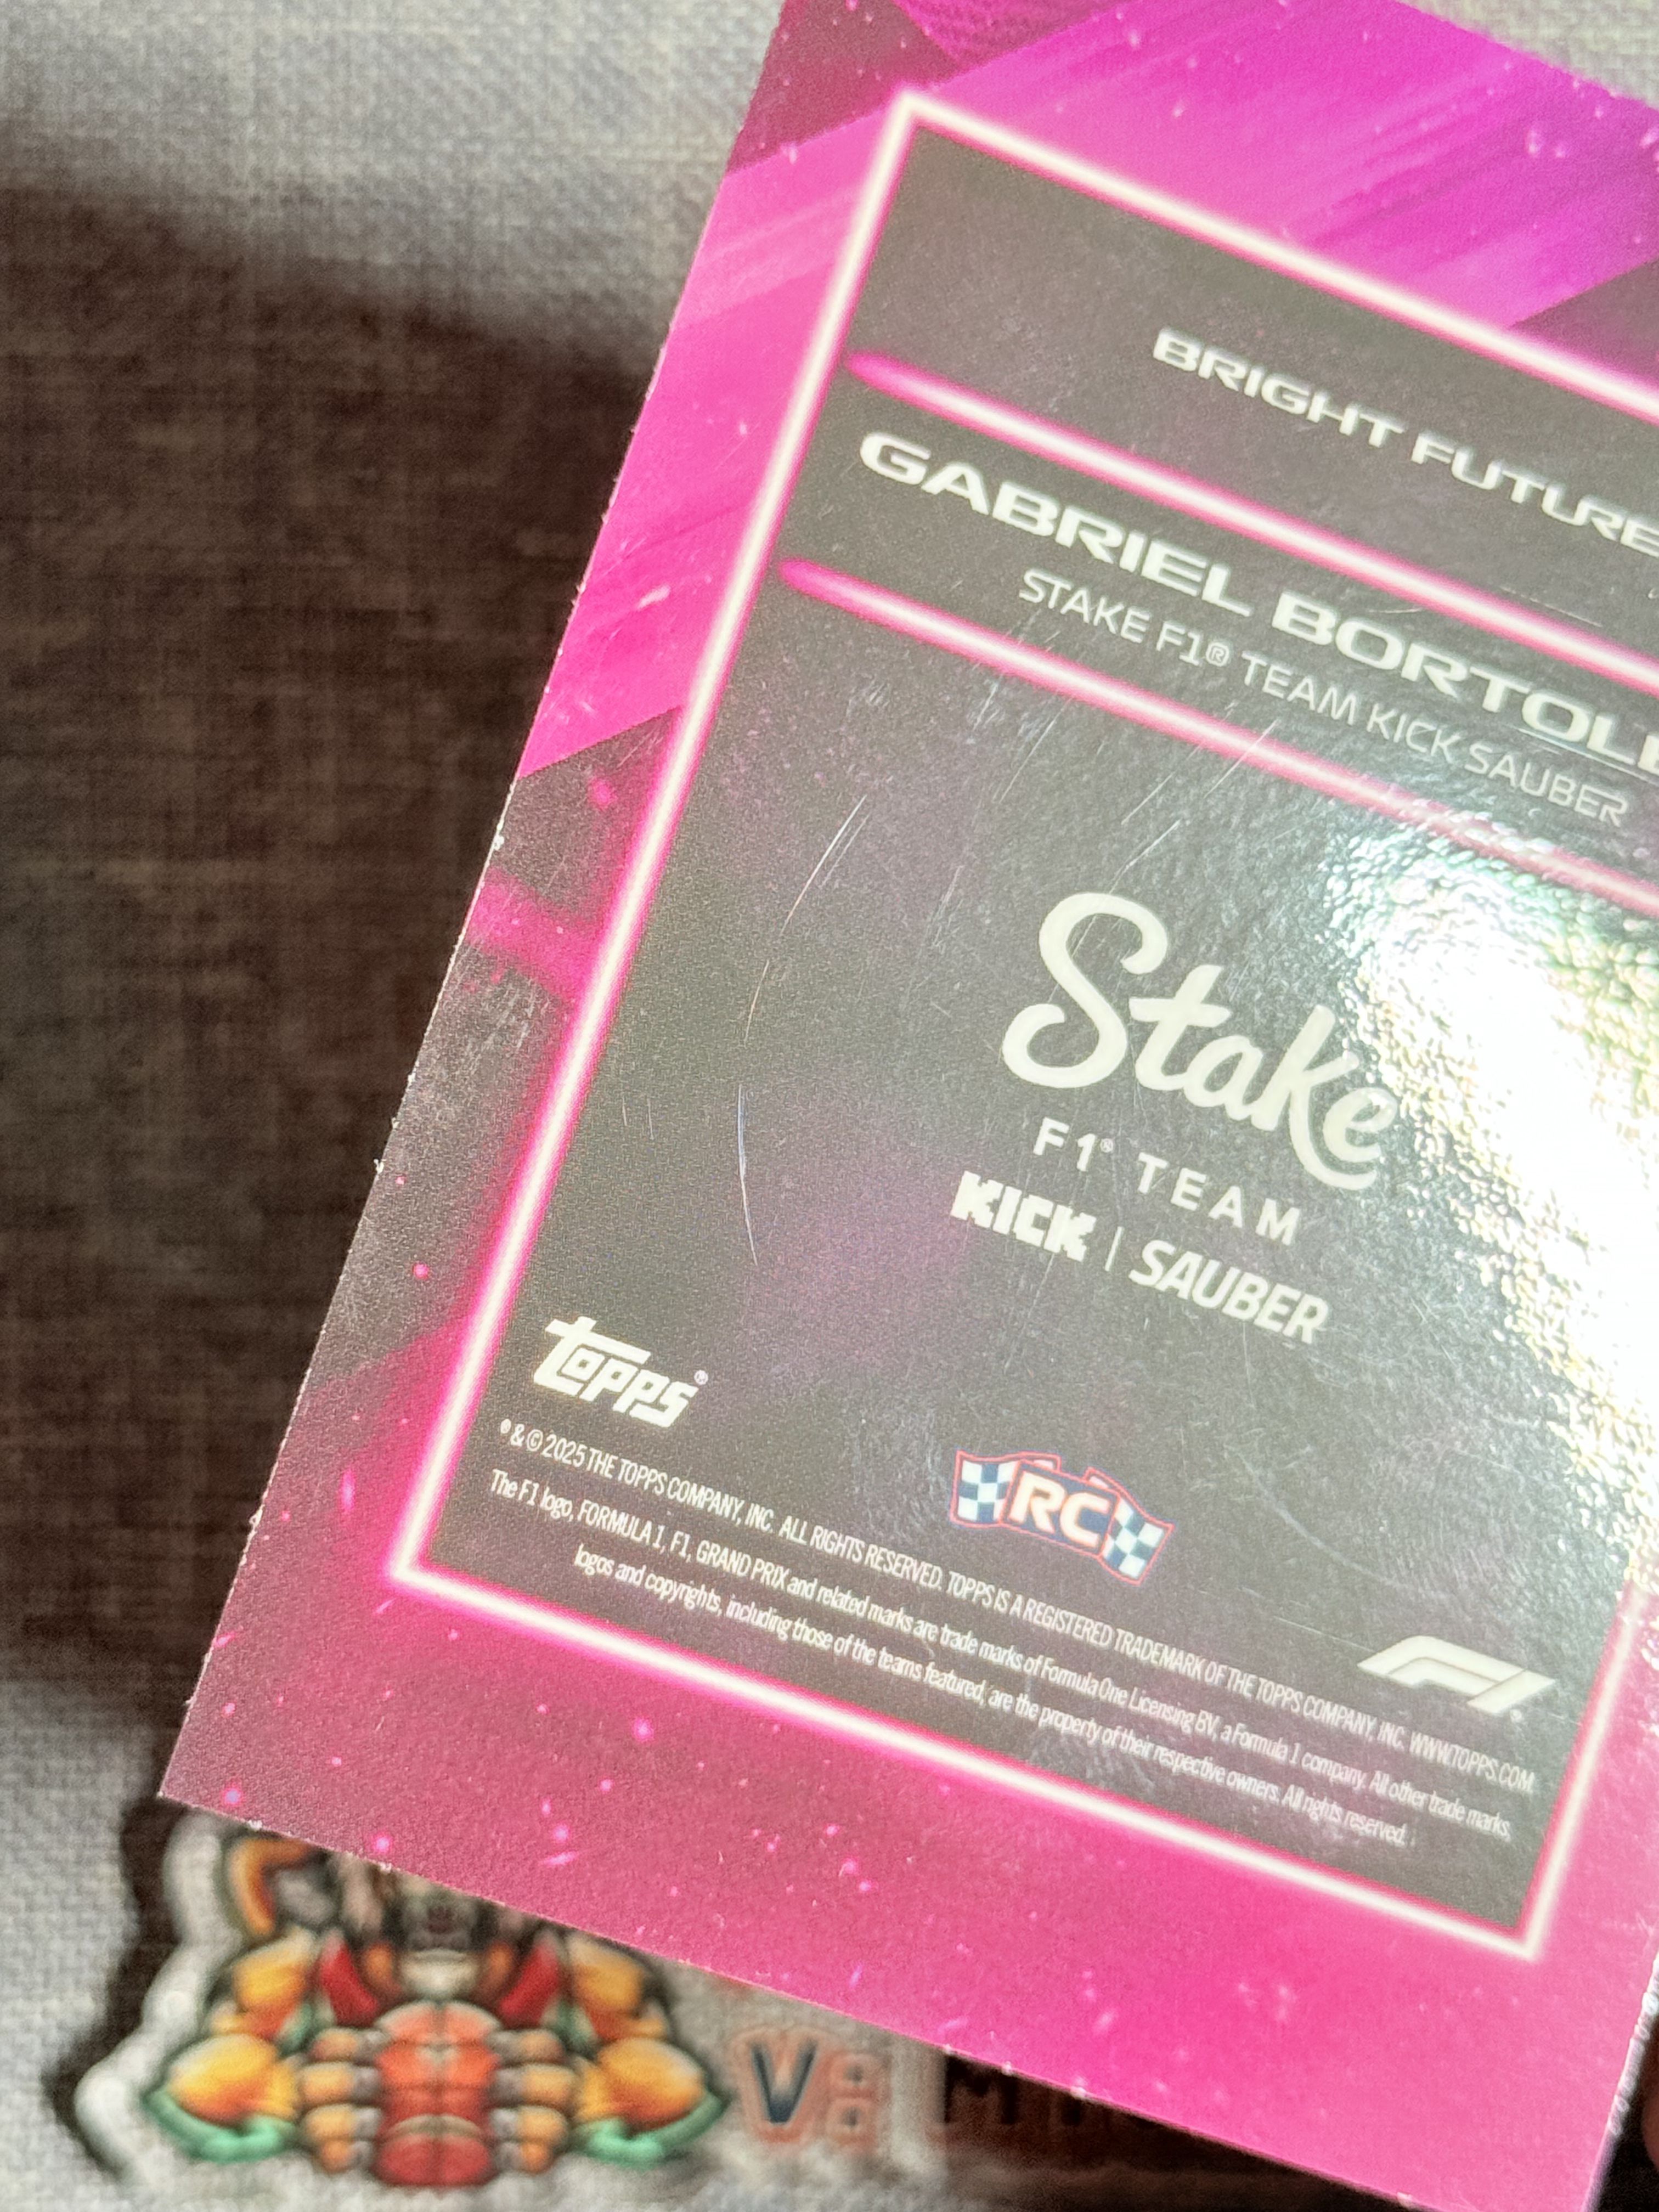 BRIGHT FUTURE
GABRIEL BORTOL
STAKE F1® TEAM KICK SAUBER
Stake
F1® TEAM
KICK | SAUBER
topps®
RC
® & © 2025 THE TOPPS COMPANY, INC. ALL RIGHTS RESERVED. TOPPS IS A REGISTERED TRADEMARK OF THE TOPPS COMPANY, INC. WWW.TOPPS.COM
The F1 logo, FORMULA 1, F1, GRAND PRIX and related marks are trade marks of Formula One Licensing BV, a Formula 1 company. All other trade marks,
logos and copyrights, including those of the teams featured, are the property of their respective owners. All rights reserved.
F1